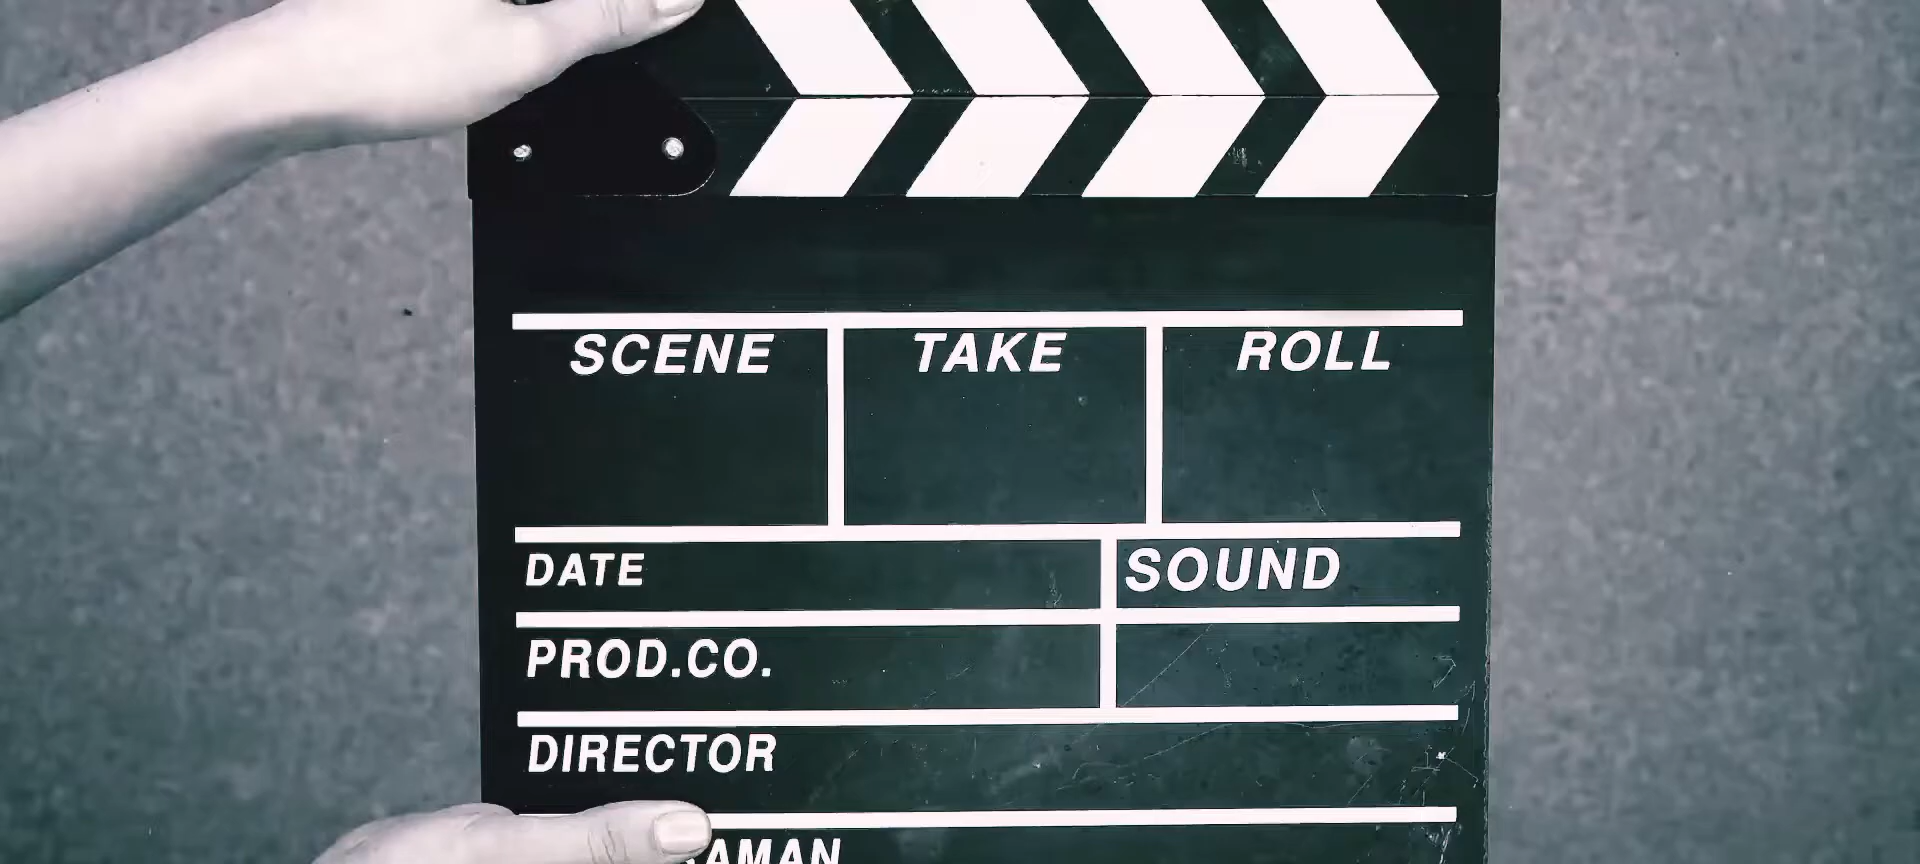 SCENE TAKE ROLL
DATE SOUND
PROD.CO.
DIRECTOR